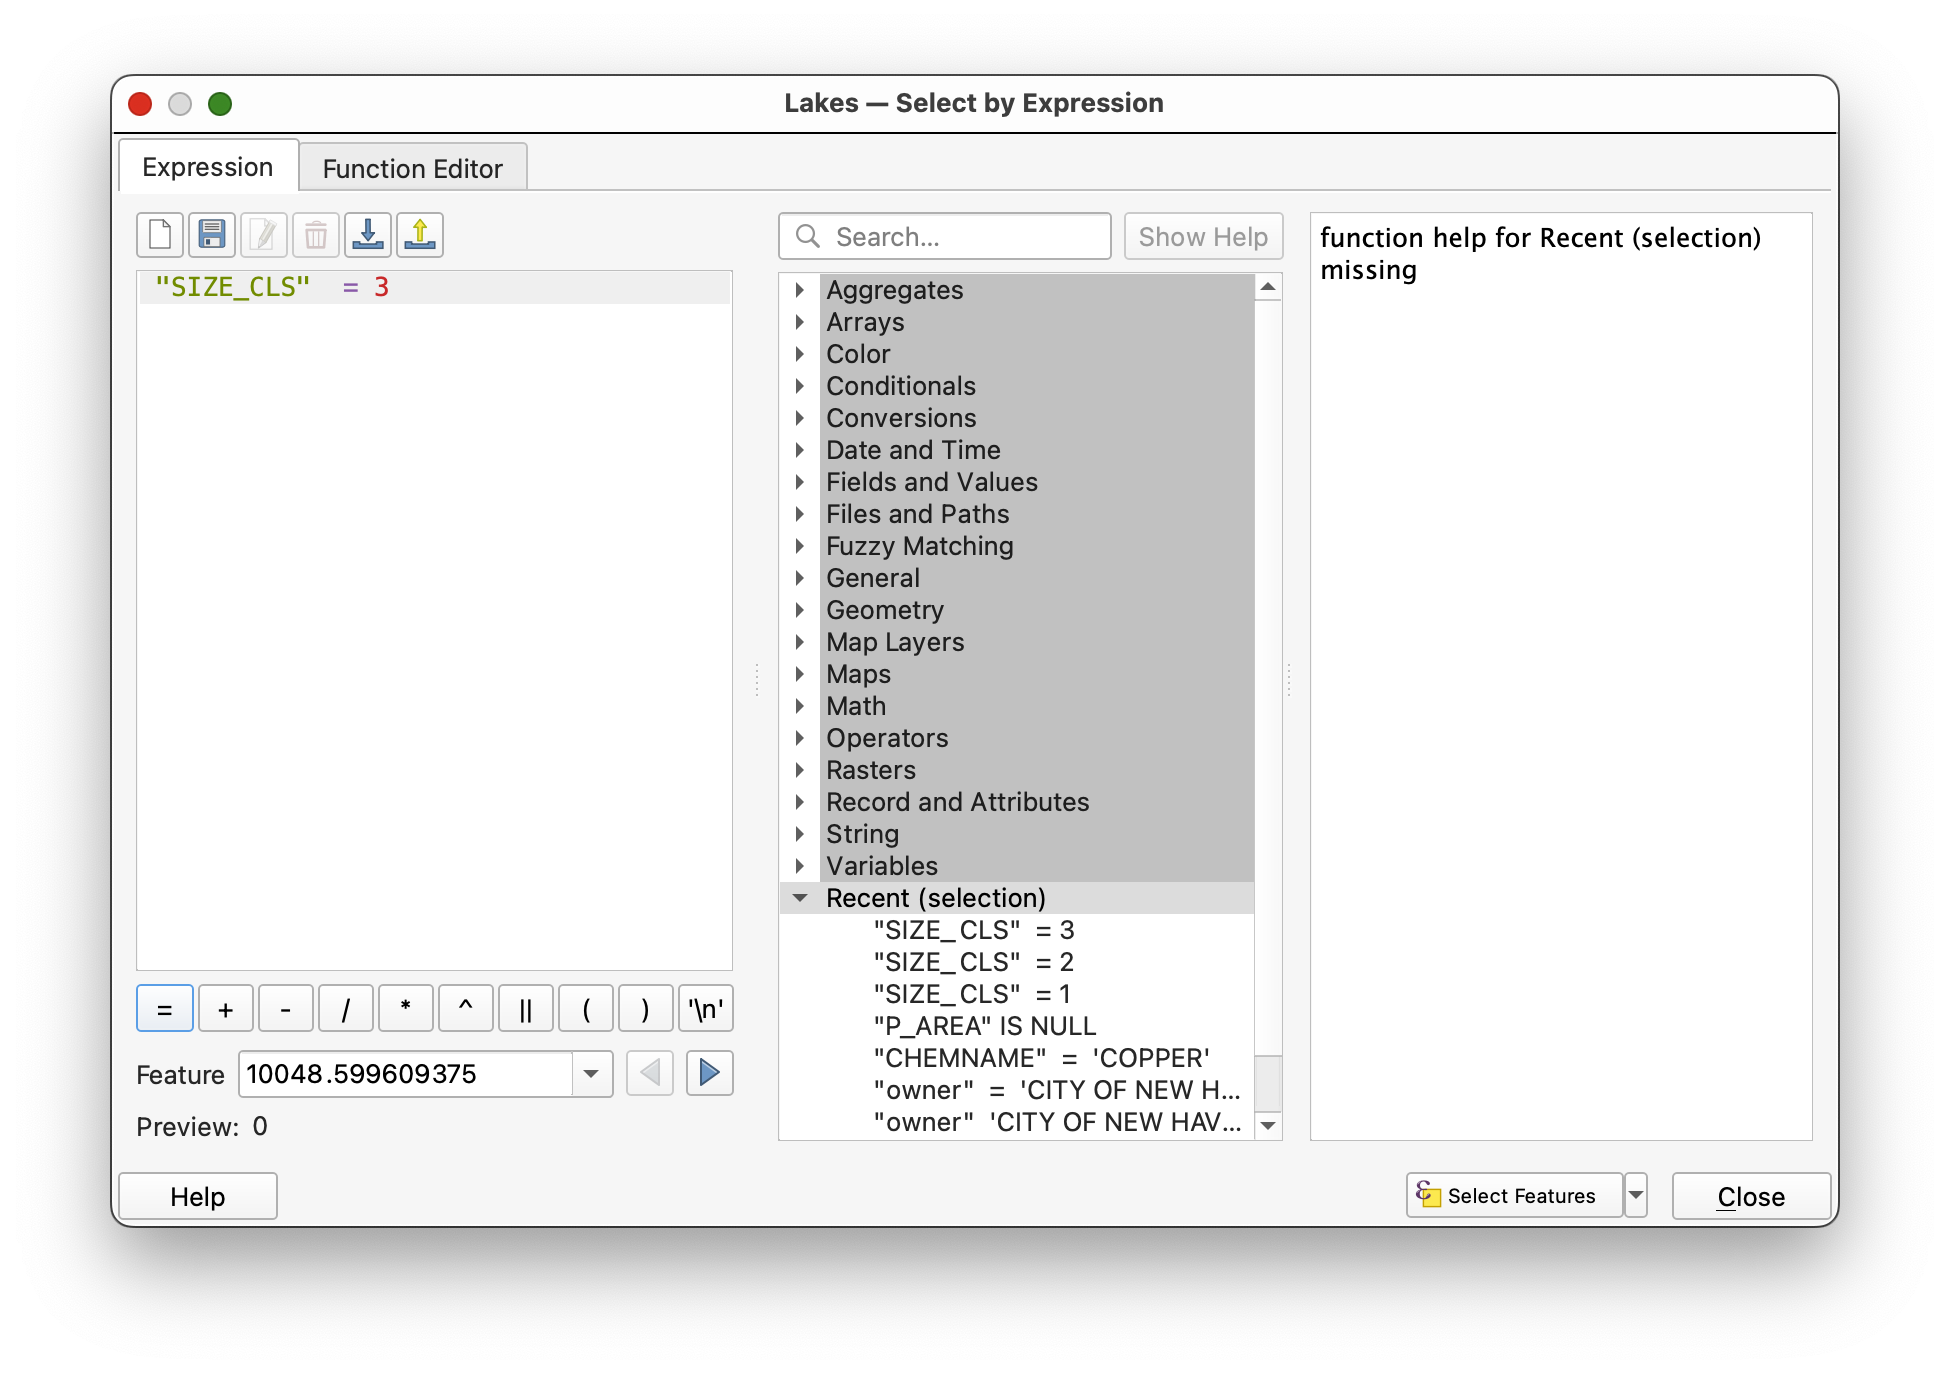 Lakes — Select by Expression
Expression
Function Editor
Search...
Show Help
"SIZE_CLS"  = 3
Aggregates
Arrays
Color
Conditionals
Conversions
Date and Time
Fields and Values
Files and Paths
Fuzzy Matching
General
Geometry
Map Layers
Maps
Math
Operators
Rasters
Record and Attributes
String
Variables
Recent (selection)
"SIZE_CLS"  = 3
"SIZE_CLS"  = 2
"SIZE_CLS"  = 1
"P_AREA" IS NULL
"CHEMNAME"  =  'COPPER'
"owner"  =  'CITY OF NEW H...
"owner"  'CITY OF NEW HAV...
function help for Recent (selection)
missing
= + - / * ^ || ( ) '\n'
Feature 10048.599609375
Preview: 0
Help
Select Features
Close